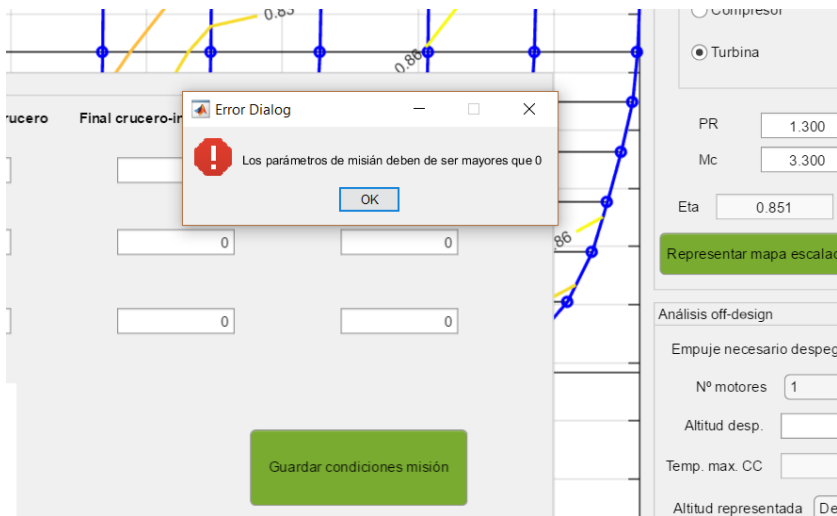 0.85
0.86
Compresor
Turbina
rucero
Final crucero-in
Error Dialog
Los parámetros de misián deben de ser mayores que 0
OK
PR
1.300
Mc
3.300
Eta
0.851
0
0
.86
Representar mapa escalad
0
0
Análisis off-design
Empuje necesario despeg
Nº motores
1
Altitud desp.
Guardar condiciones misión
Temp. max. CC
Altitud representada
De